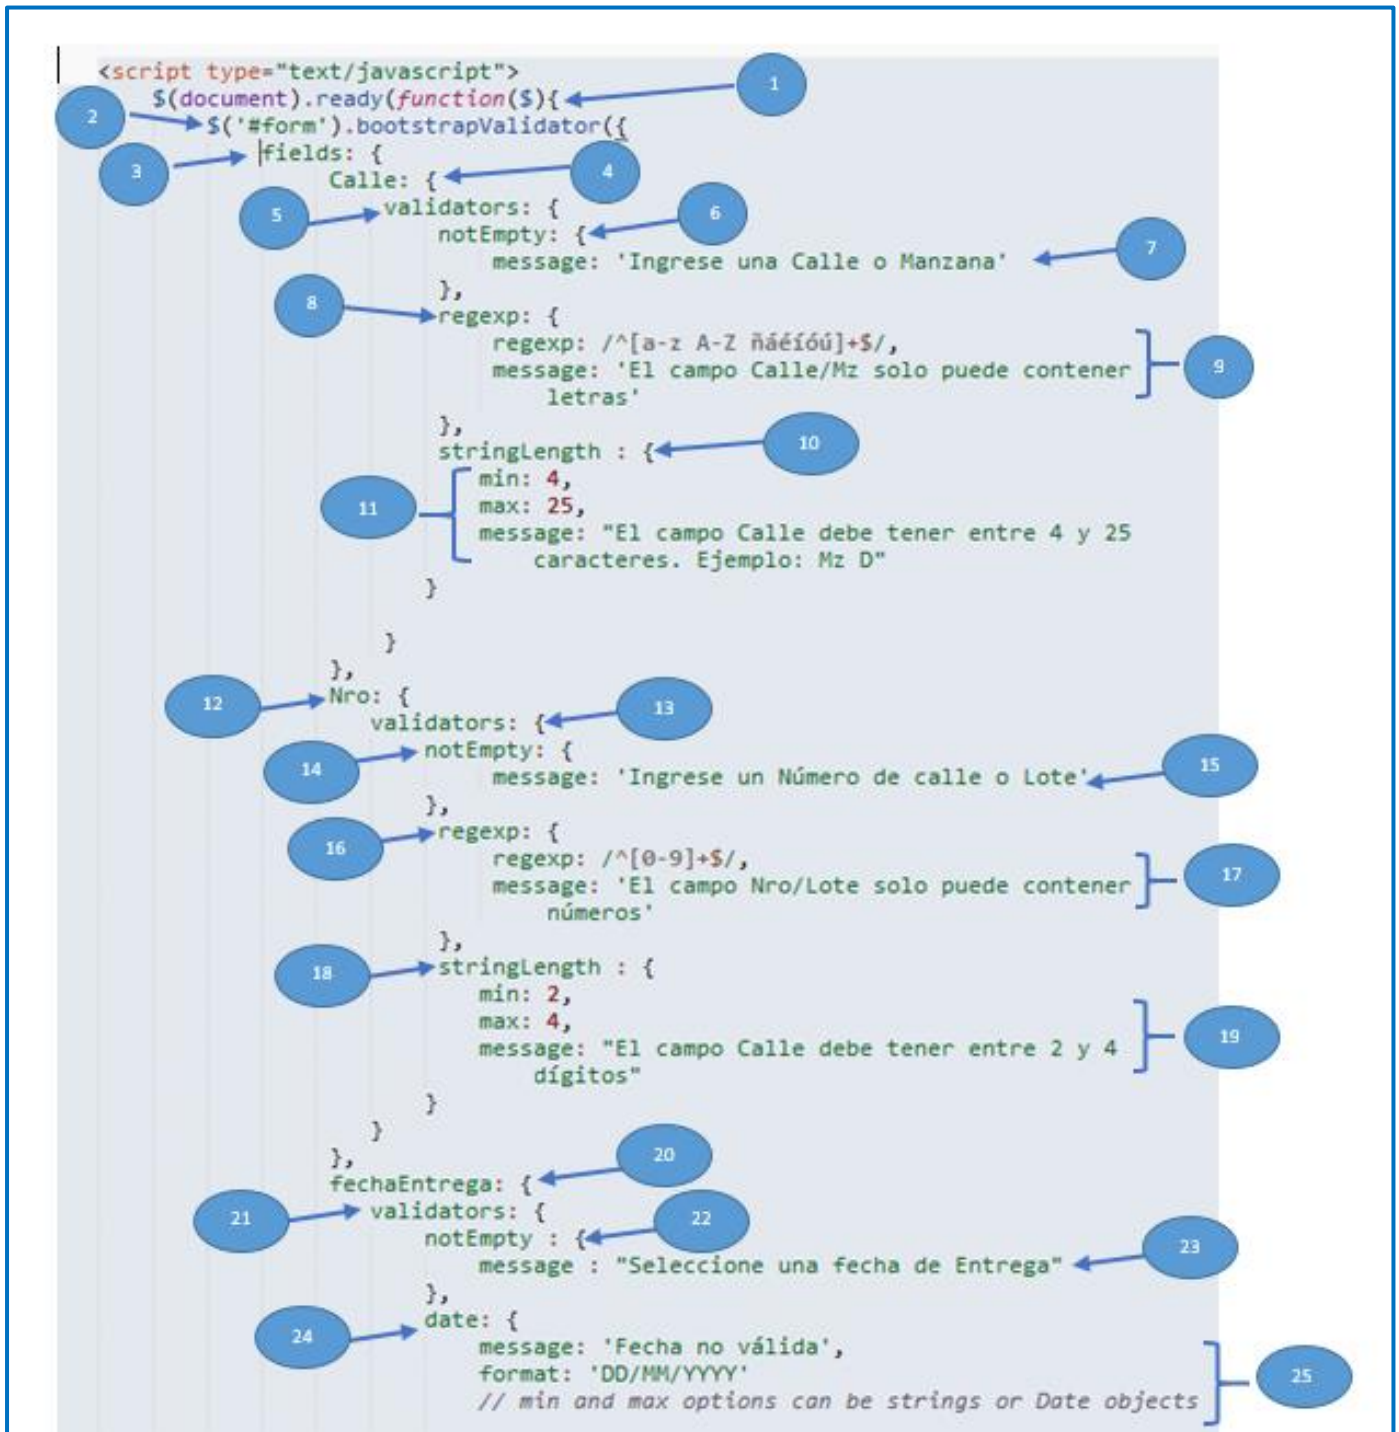 <script type="text/javascript">
$(document).ready(function($){ 1
2 $('#form').bootstrapValidator({
3 fields: {
Calle: { 4
5 validators: {
notEmpty: { 6
message: 'Ingrese una Calle o Manzana' 7
},
8 regexp: {
regexp: /^[a-z A-Z ñáéíóú]+$/,
message: 'El campo Calle/Mz solo puede contener 9
letras'
},
stringLength : { 10
min: 4,
11 max: 25,
message: "El campo Calle debe tener entre 4 y 25
caracteres. Ejemplo: Mz D"
}
}
},
12 Nro: {
validators: { 13
14 notEmpty: {
message: 'Ingrese un Número de calle o Lote' 15
},
16 regexp: {
regexp: /^[0-9]+$/,
message: 'El campo Nro/Lote solo puede contener 17
números'
},
18 stringLength : {
min: 2,
max: 4,
message: "El campo Calle debe tener entre 2 y 4 19
dígitos"
}
}
},
fechaEntrega: { 20
21 validators: {
notEmpty : { 22
message : "Seleccione una fecha de Entrega" 23
},
24 date: {
message: 'Fecha no válida',
format: 'DD/MM/YYYY' 25
// min and max options can be strings or Date objects